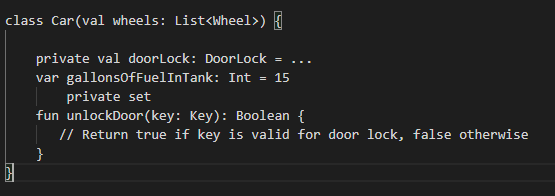 class Car(val wheels: List<Wheel>) {
    private val doorLock: DoorLock = ...
    var gallonsOfFuelInTank: Int = 15
        private set
    fun unlockDoor(key: Key): Boolean {
       // Return true if key is valid for door lock, false otherwise
    }
}